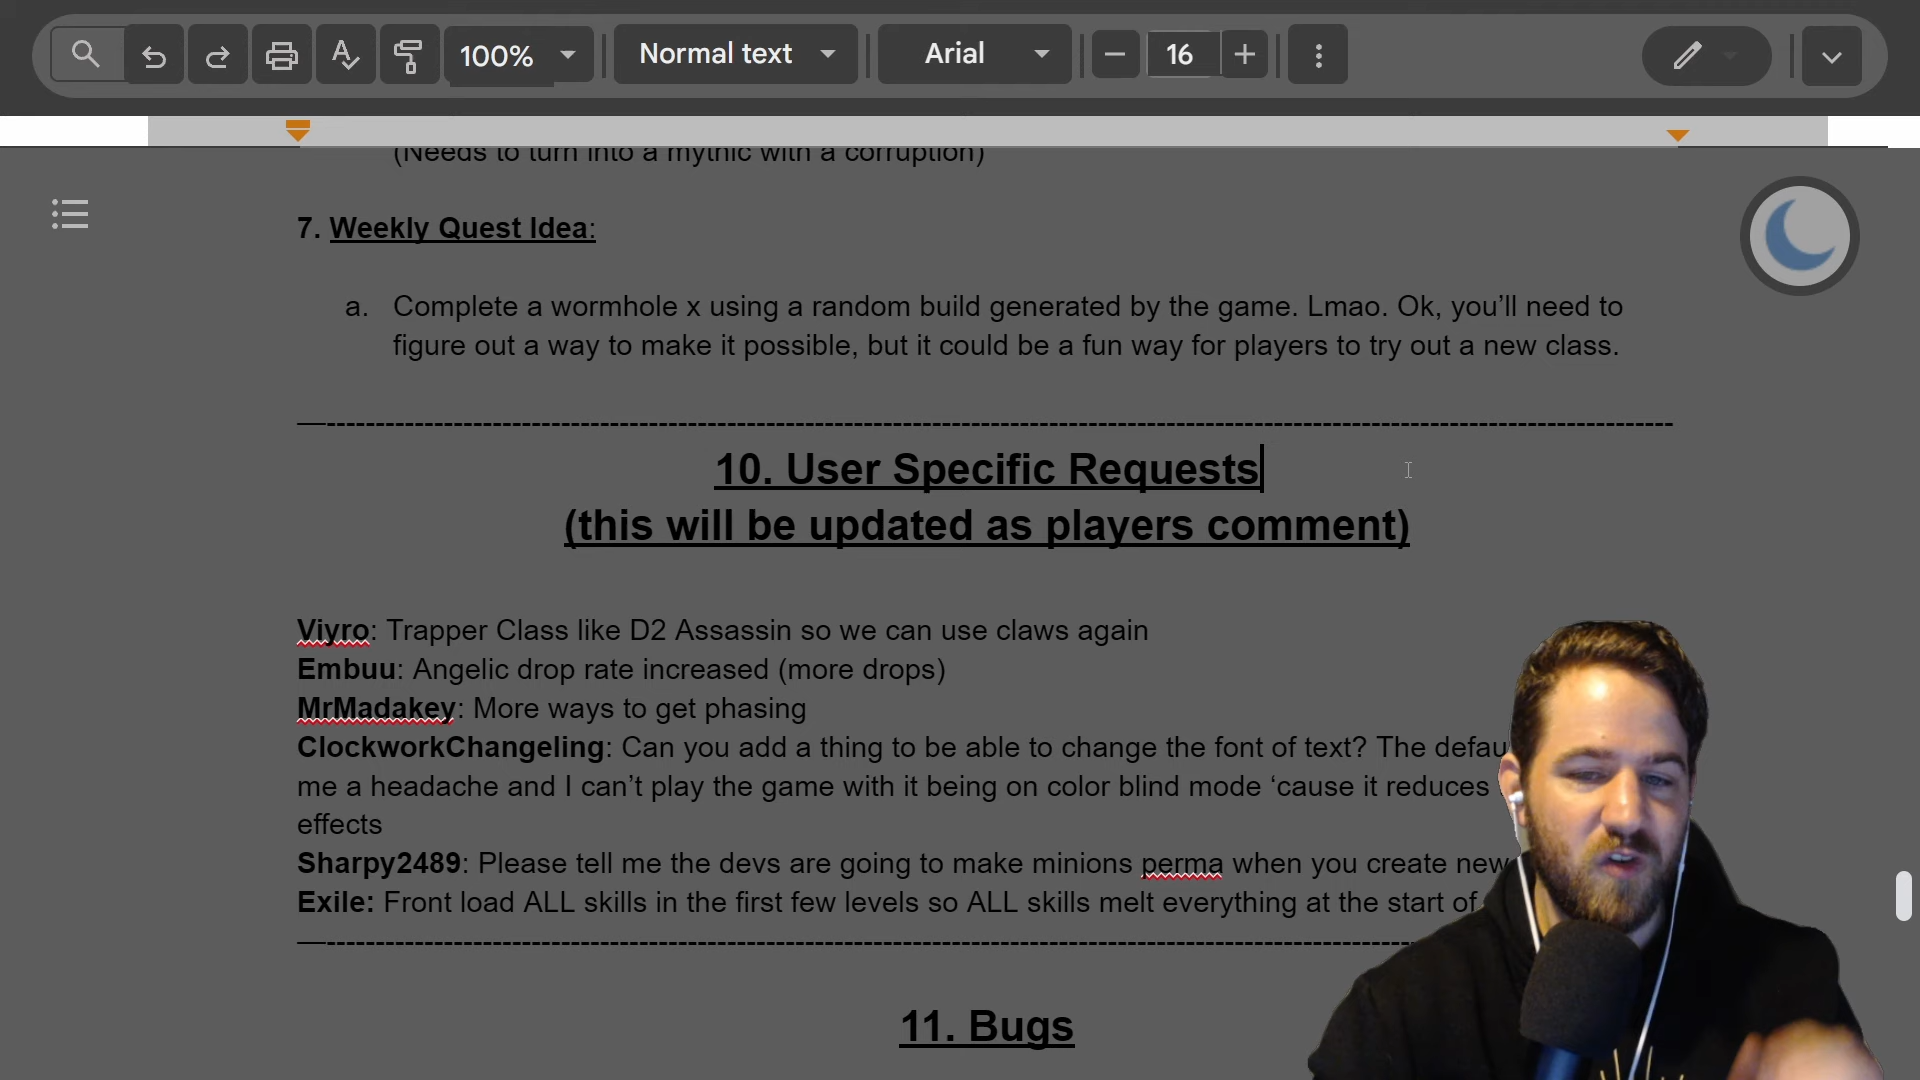 100%
Normal text
Arial
16
(Needs to turn into a mythic with a corruption)
7. Weekly Quest Idea:
a. Complete a wormhole x using a random build generated by the game. Lmao. Ok, you’ll need to
figure out a way to make it possible, but it could be a fun way for players to try out a new class.
10. User Specific Requests
(this will be updated as players comment)
Viyro: Trapper Class like D2 Assassin so we can use claws again
Embuu: Angelic drop rate increased (more drops)
MrMadakey: More ways to get phasing
ClockworkChangeling: Can you add a thing to be able to change the font of text? The
me a headache and I can’t play the game with it being on color blind mode ‘cause it reduces
effects
Sharpy2489: Please tell me the devs are going to make minions perma when you create new
Exile: Front load ALL skills in the first few levels so ALL skills melt everything at the start of
11. Bugs